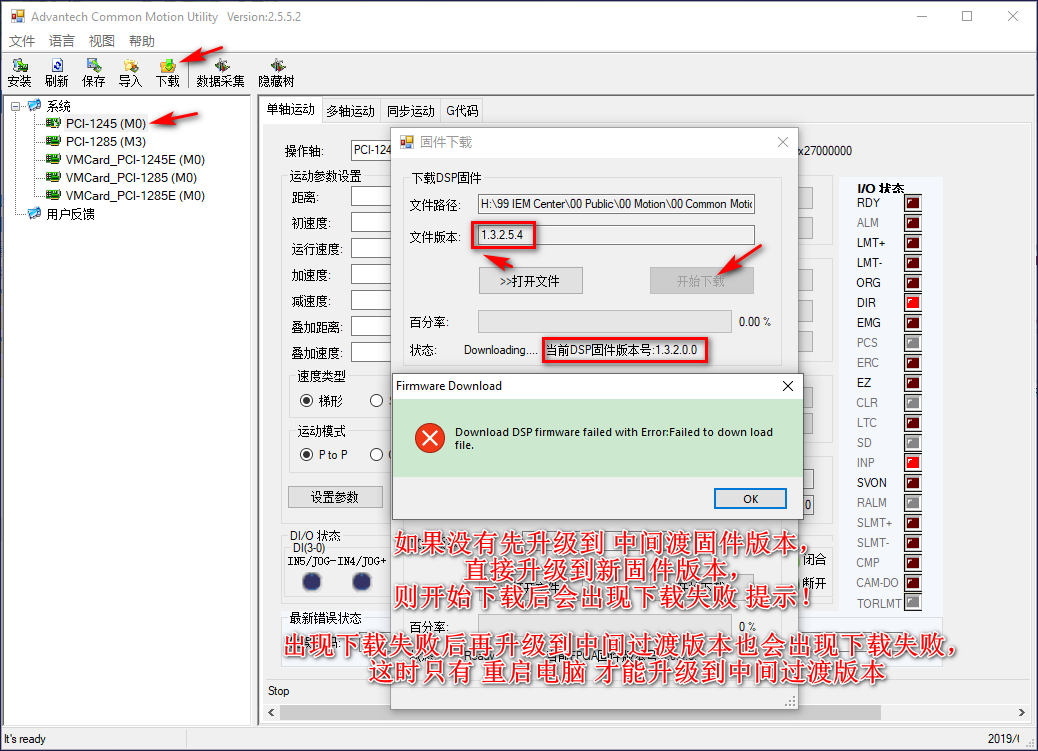 Advantech Common Motion Utility   Version:2.5.5.2
文件 语言 视图 帮助
安装 刷新 保存 导入 下载 数据采集 隐藏树
系统
PCI-1245 (M0)
PCI-1285 (M3)
VMCard_PCI-1245E (M0)
VMCard_PCI-1285 (M0)
VMCard_PCI-1285E (M0)
用户反馈
单轴运动 多轴运动 同步运动 G代码
操作轴: PCI-124
x27000000
运动参数设置
距离:
初速度:
运行速度:
加速度:
减速度:
叠加距离:
叠加速度:
速度类型
梯形
运动模式
P to P
设置参数
DI/O 状态
DI(3-0)
IN5/JOG-IN4/JOG+
最新错误状态
固件下载
下载DSP固件
文件路径: H:\99 IEM Center\00 Public\00 Motion\00 Common Motic
文件版本: 1.3.2.5.4
>>打开文件 开始下载
百分率: 0.00 %
状态: Downloading.... 当前DSP固件版本号:1.3.2.0.0
Firmware Download
Download DSP firmware failed with Error:Failed to down load
file.
OK
如果没有先升级到 中间渡固件版本，
直接升级到新固件版本，
则开始下载后会出现下载失败 提示！
百分率: 0 %
出现下载失败后再升级到中间过渡版本也会出现下载失败，
这时只有 重启电脑 才能升级到中间过渡版本
I/O 状态
RDY
ALM
LMT+
LMT-
ORG
DIR
EMG
PCS
ERC
EZ
CLR
LTC
SD
INP
SVON
RALM
SLMT+
SLMT-
CMP
CAM-DO
TORLMT
闭合
断开
Stop
It's ready
2019/